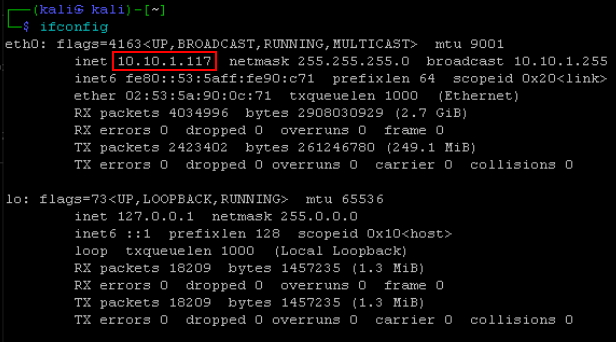 (kali㉿kali)-[~]
$ ifconfig
eth0: flags=4163<UP,BROADCAST,RUNNING,MULTICAST>  mtu 9001
inet 10.10.1.117  netmask 255.255.255.0  broadcast 10.10.1.255
inet6 fe80::53:5aff:fe90:c71  prefixlen 64  scopeid 0x20<link>
ether 02:53:5a:90:0c:71  txqueuelen 1000  (Ethernet)
RX packets 4034996  bytes 2908030929 (2.7 GiB)
RX errors 0  dropped 0  overruns 0  frame 0
TX packets 2423402  bytes 261246780 (249.1 MiB)
TX errors 0  dropped 0 overruns 0  carrier 0  collisions 0
lo: flags=73<UP,LOOPBACK,RUNNING>  mtu 65536
inet 127.0.0.1  netmask 255.0.0.0
inet6 ::1  prefixlen 128  scopeid 0x10<host>
loop  txqueuelen 1000  (Local Loopback)
RX packets 18209  bytes 1457235 (1.3 MiB)
RX errors 0  dropped 0  overruns 0  frame 0
TX packets 18209  bytes 1457235 (1.3 MiB)
TX errors 0  dropped 0 overruns 0  carrier 0  collisions 0